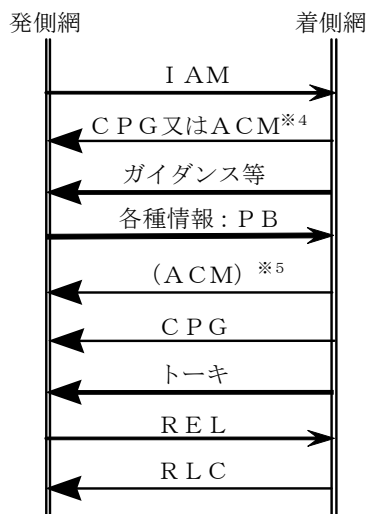 発側網 着側網
ＩＡＭ
ＣＰＧ又はＡＣＭ※4
ガイダンス等
各種情報：ＰＢ
（ＡＣＭ）※5
ＣＰＧ
トーキ
ＲＥＬ
ＲＬＣ